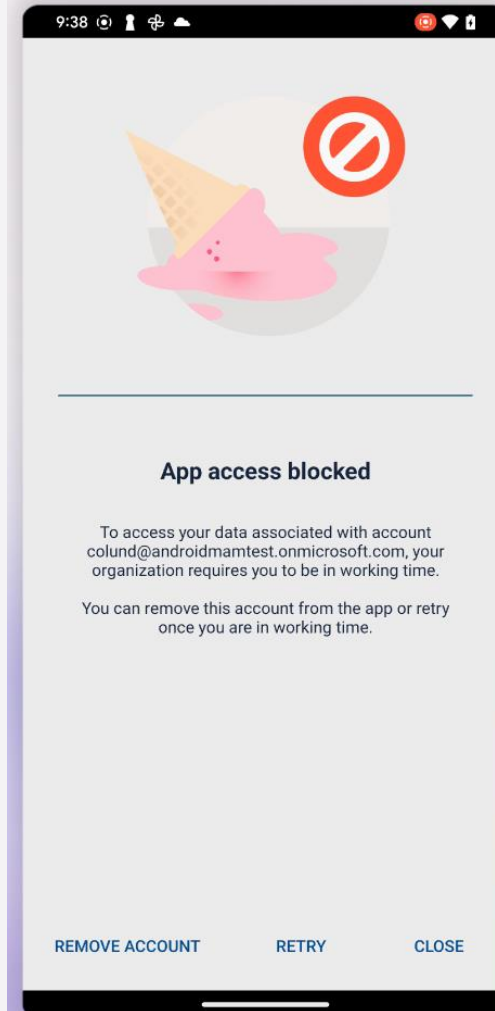 9:38
App access blocked
To access your data associated with account
colund@androidmamtest.onmicrosoft.com, your
organization requires you to be in working time.
You can remove this account from the app or retry
once you are in working time.
REMOVE ACCOUNT RETRY CLOSE